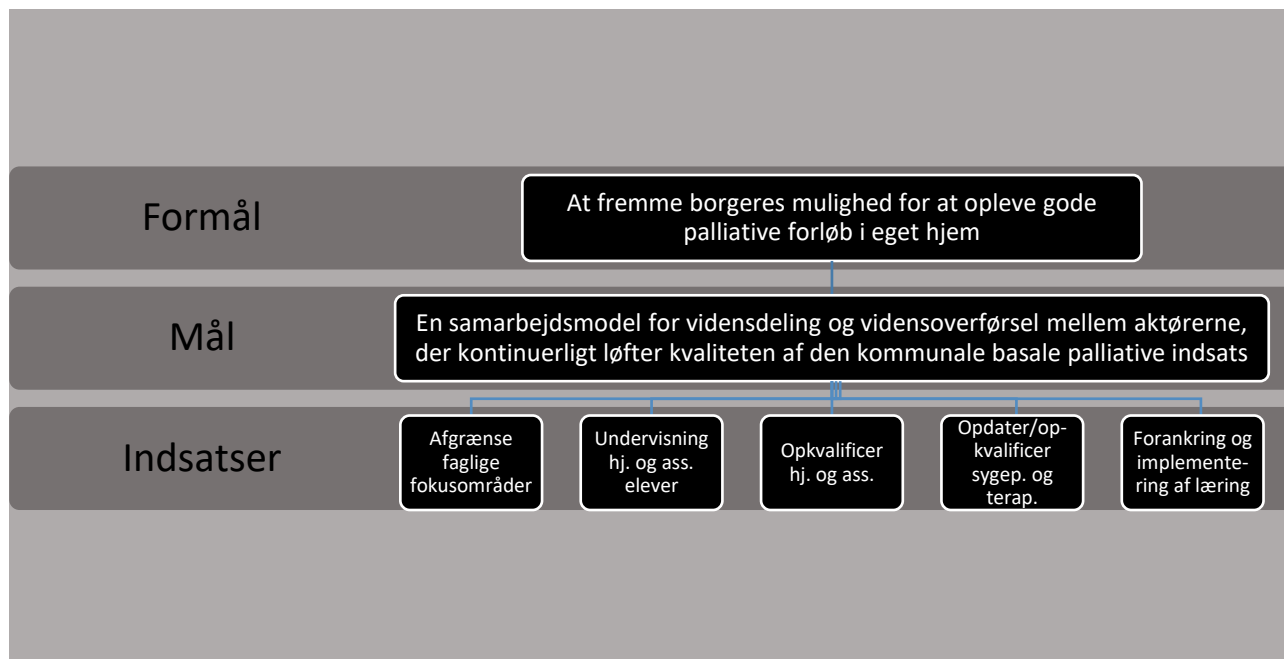 Formål
At fremme borgeres mulighed for at opleve gode
palliative forløb i eget hjem
Mål
En samarbejdsmodel for vidensdeling og vidensoverførsel mellem aktørerne,
der kontinuerligt løfter kvaliteten af den kommunale basale palliative indsats
Indsatser
Afgrænse
faglige
fokusområder
Undervisning
hj. og ass.
elever
Opkvalificer
hj. og ass.
Opdater/op-
kvalificer
sygep. og
terap.
Forankring og
implemente-
ring af læring